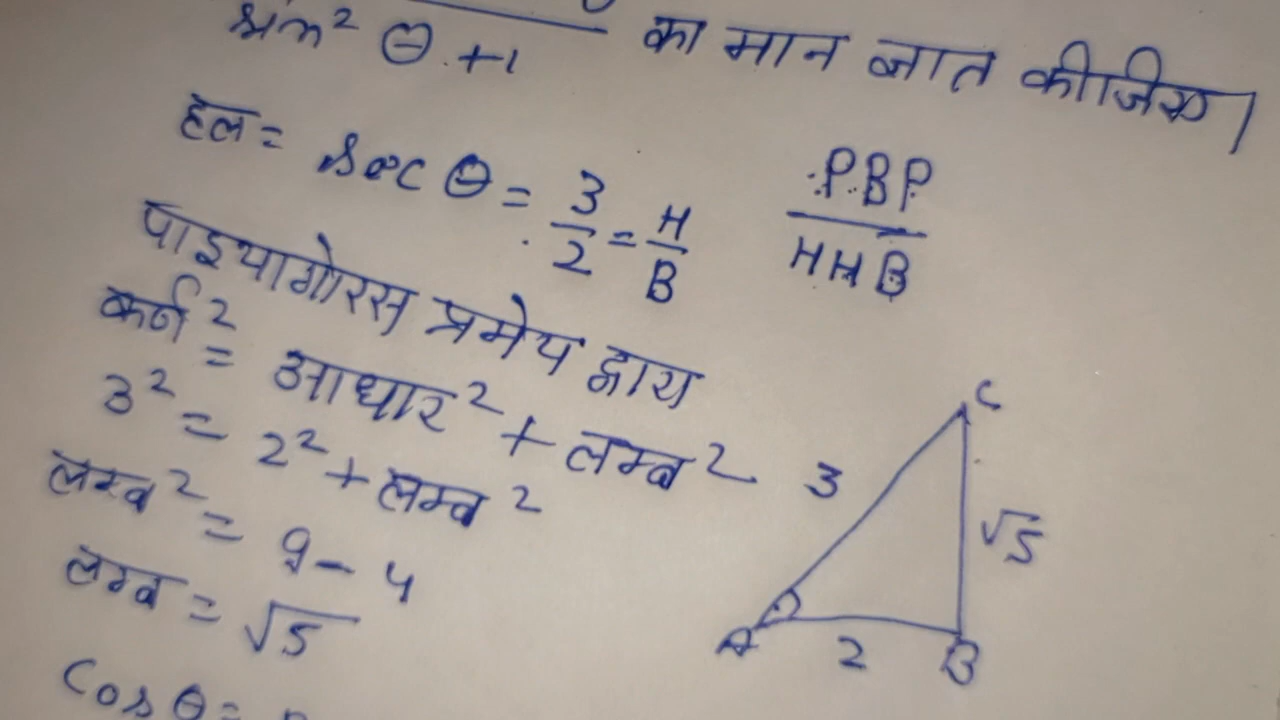 sin² θ +1 का मान ज्ञात कीजिए।
हल = sec θ = 3/2 = H/B
PBP
HHB
पाइथागोरस प्रमेय द्वारा
कर्ण² = आधार² + लम्ब²
3² = 2² + लम्ब²
लम्ब² = 9 - 4
लम्ब = √5
cos θ =
C
3
√5
A
2
B